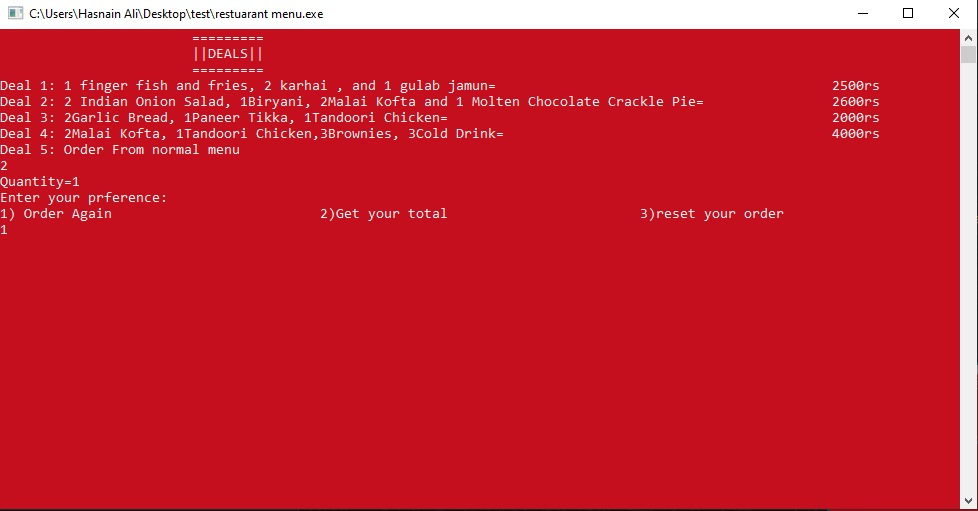 C:\Users\Hasnain Ali\Desktop\test\restuarant menu.exe
=========
||DEALS||
=========
Deal 1: 1 finger fish and fries, 2 karhai , and 1 gulab jamun= 2500rs
Deal 2: 2 Indian Onion Salad, 1Biryani, 2Malai Kofta and 1 Molten Chocolate Crackle Pie= 2600rs
Deal 3: 2Garlic Bread, 1Paneer Tikka, 1Tandoori Chicken= 2000rs
Deal 4: 2Malai Kofta, 1Tandoori Chicken,3Brownies, 3Cold Drink= 4000rs
Deal 5: Order From normal menu
2
Quantity=1
Enter your prference:
1) Order Again 2)Get your total 3)reset your order
1